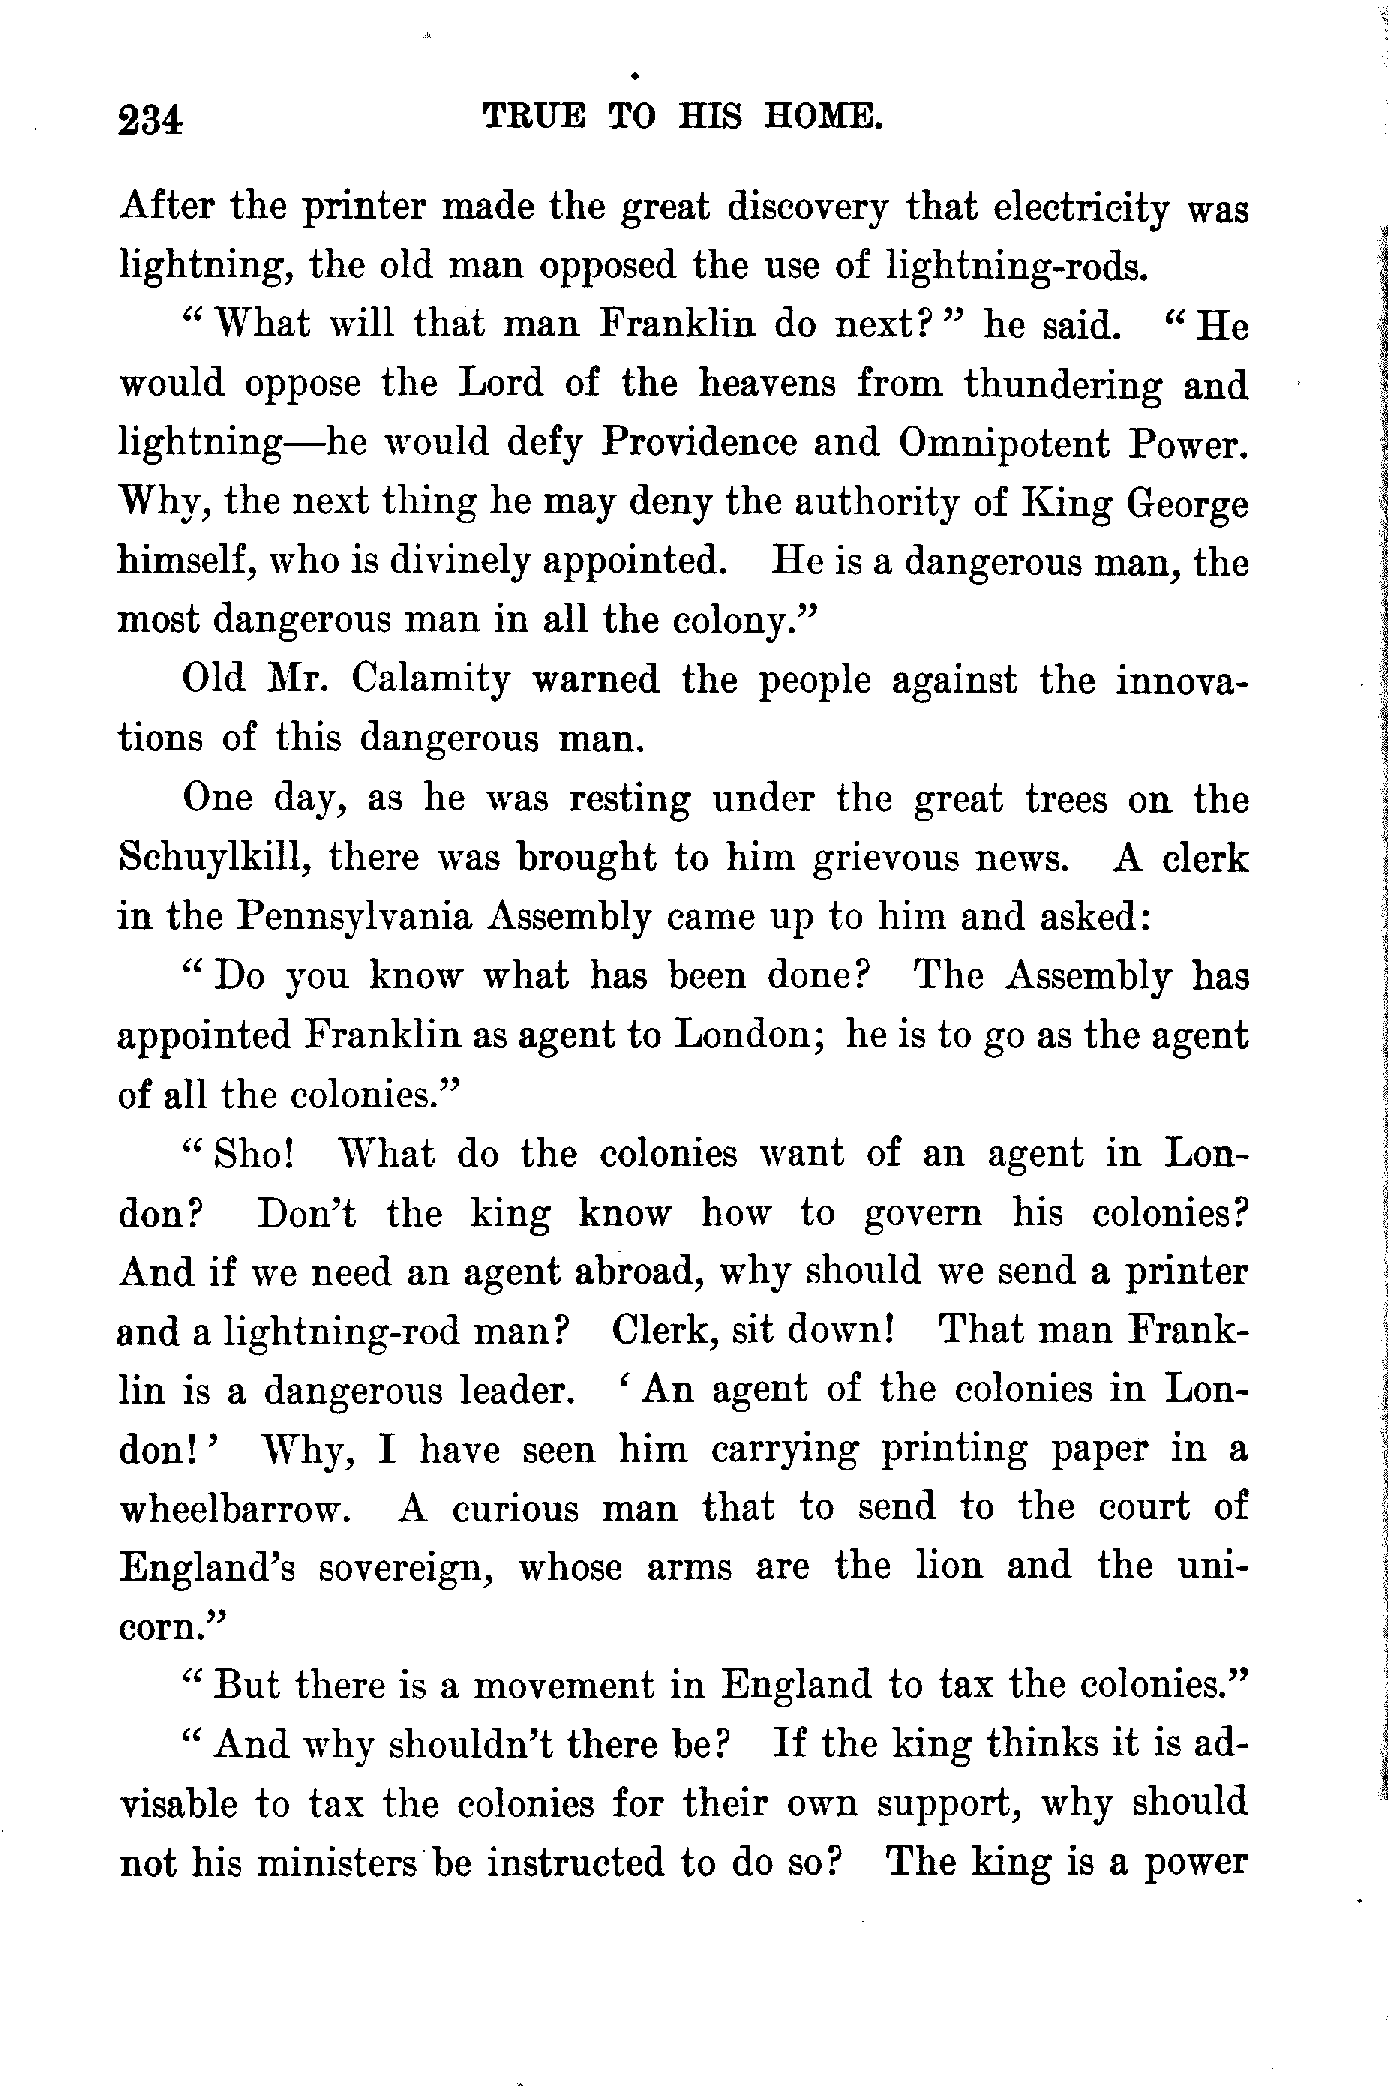 234 TRUE TO HIS HOME.
After the printer made the great discovery that electricity was
lightning, the old man opposed the use of lightning-rods.
“ What will that man Franklin do next? ” he said. “ He
would oppose the Lord of the heavens from thundering and
lightning—he would defy Providence and Omnipotent Power.
Why, the next thing he may deny the authority of King George
himself, who is divinely appointed. He is a dangerous man, the
most dangerous man in all the colony.”
Old Mr. Calamity warned the people against the innova-
tions of this dangerous man.
One day, as he was resting under the great trees on the
Schuylkill, there was brought to him grievous news. A clerk
in the Pennsylvania Assembly came up to him and asked:
“ Do you know what has been done? The Assembly has
appointed Franklin as agent to London; he is to go as the agent
of all the colonies.”
“ Sho! What do the colonies want of an agent in Lon-
don? Don’t the king know how to govern his colonies?
And if we need an agent abroad, why should we send a printer
and a lightning-rod man? Clerk, sit down! That man Frank-
lin is a dangerous leader. ‘ An agent of the colonies in Lon-
don! ’ Why, I have seen him carrying printing paper in a
wheelbarrow. A curious man that to send to the court of
England’s sovereign, whose arms are the lion and the uni-
corn.”
“ But there is a movement in England to tax the colonies.”
“ And why shouldn’t there be? If the king thinks it is ad-
visable to tax the colonies for their own support, why should
not his ministers be instructed to do so? The king is a power